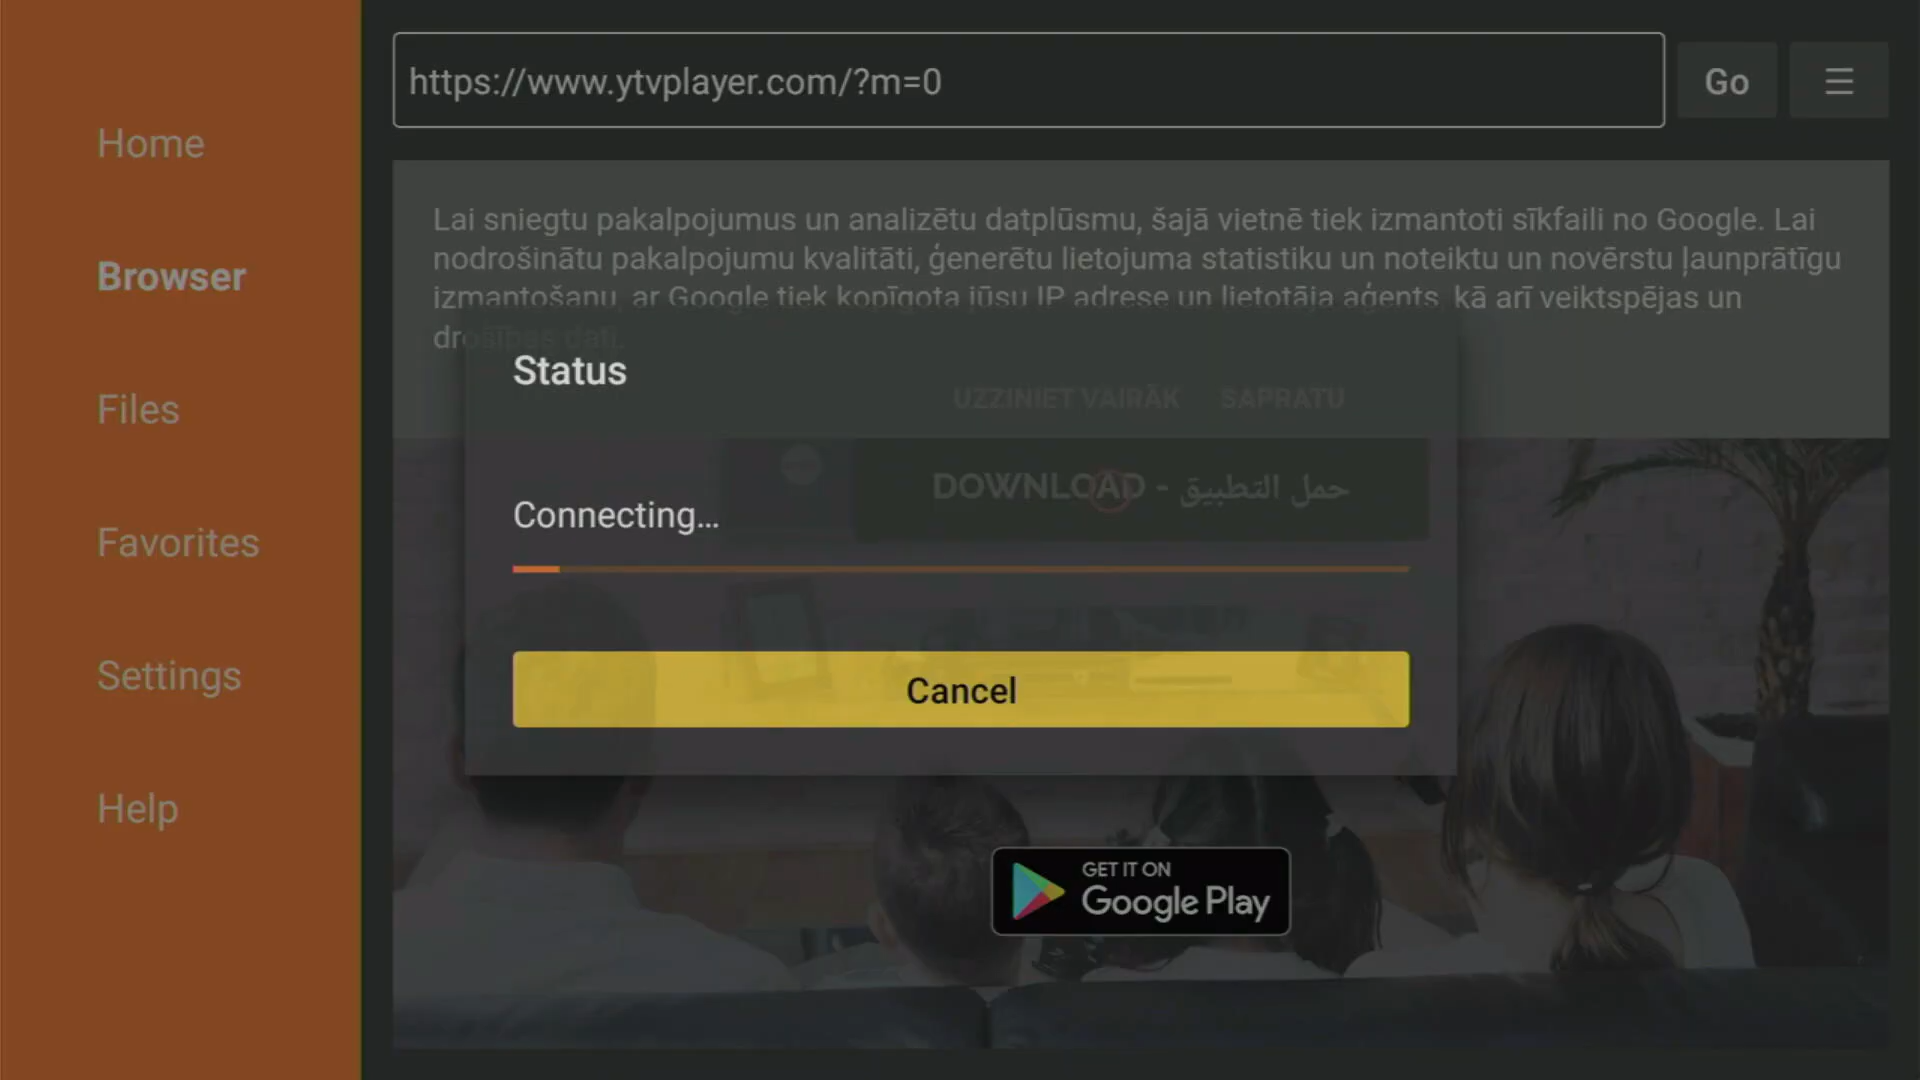 Home
Browser
Files
Favorites
Settings
Help
https://www.ytvplayer.com/?m=0
Go
Lai sniegtu pakalpojumus un analizētu datplūsmu, šajā vietnē tiek izmantoti sīkfaili no Google. Lai
nodrošinātu pakalpojumu kvalitāti, ģenerētu lietojuma statistiku un noteiktu un novērstu ļaunprātīgu
izmantošanu, ar Google tiek kopīgota jūsu IP adrese un lietotāja aģents, kā arī veiktspējas un
drošības dati.
UZZINIET VAIRĀK SAPRATU
Status
DOWNLOAD - حمل التطبيق
Connecting...
Cancel
GET IT ON
Google Play